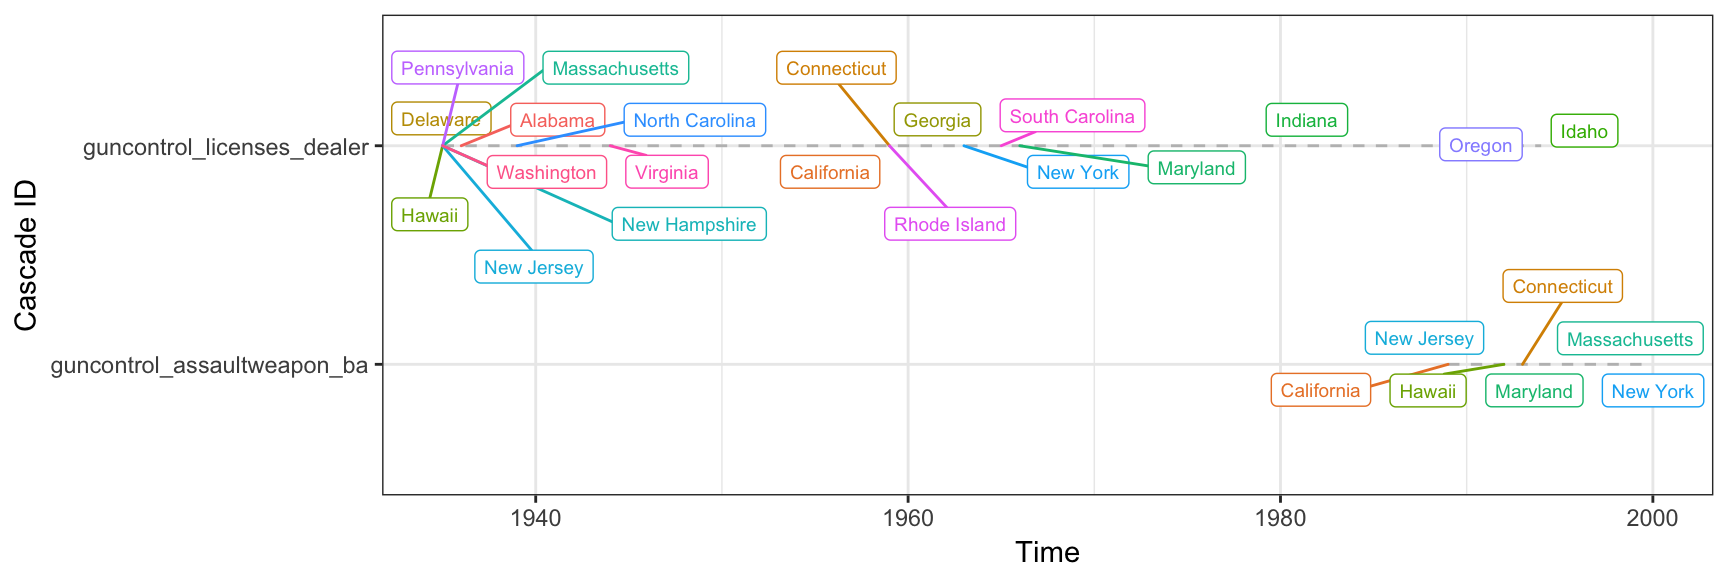 Pennsylvania
Massachusetts
Connecticut
Delaware
Alabama
North Carolina
Georgia
South Carolina
Indiana
Idaho
guncontrol_licenses_dealer
Oregon
Washington
Virginia
California
New York
Maryland
Hawaii
New Hampshire
Rhode Island
New Jersey
Cascade ID
Connecticut
New Jersey
Massachusetts
guncontrol_assaultweapon_ba
California
Hawaii
Maryland
New York
1940
1960
1980
2000
Time